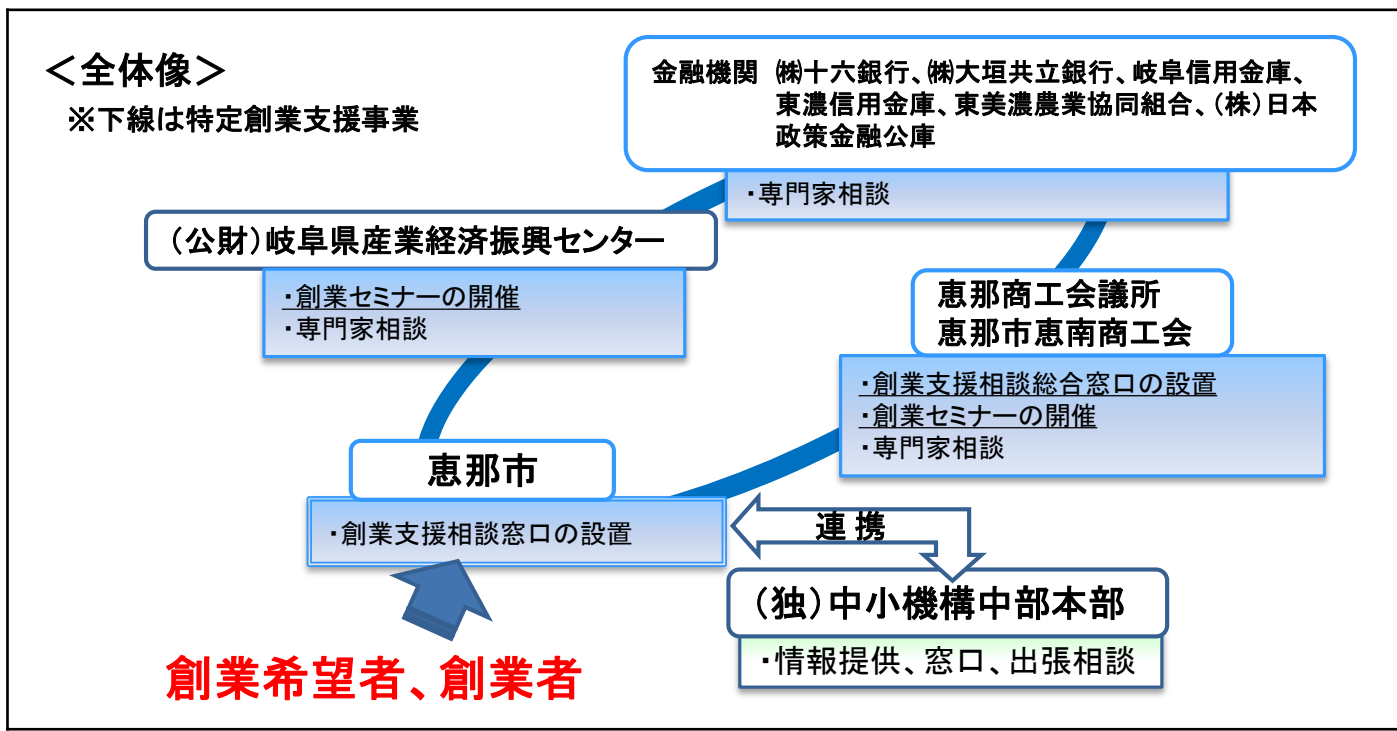 ＜全体像＞
※下線は特定創業支援事業
金融機関 ㈱十六銀行、㈱大垣共立銀行、岐阜信用金庫、
東濃信用金庫、東美濃農業協同組合、（株）日本
政策金融公庫
・専門家相談
（公財）岐阜県産業経済振興センター
・創業セミナーの開催
・専門家相談
恵那商工会議所
恵那市恵南商工会
・創業支援相談総合窓口の設置
・創業セミナーの開催
・専門家相談
恵那市
・創業支援相談窓口の設置
連 携
（独）中小機構中部本部
・情報提供、窓口、出張相談
創業希望者、創業者